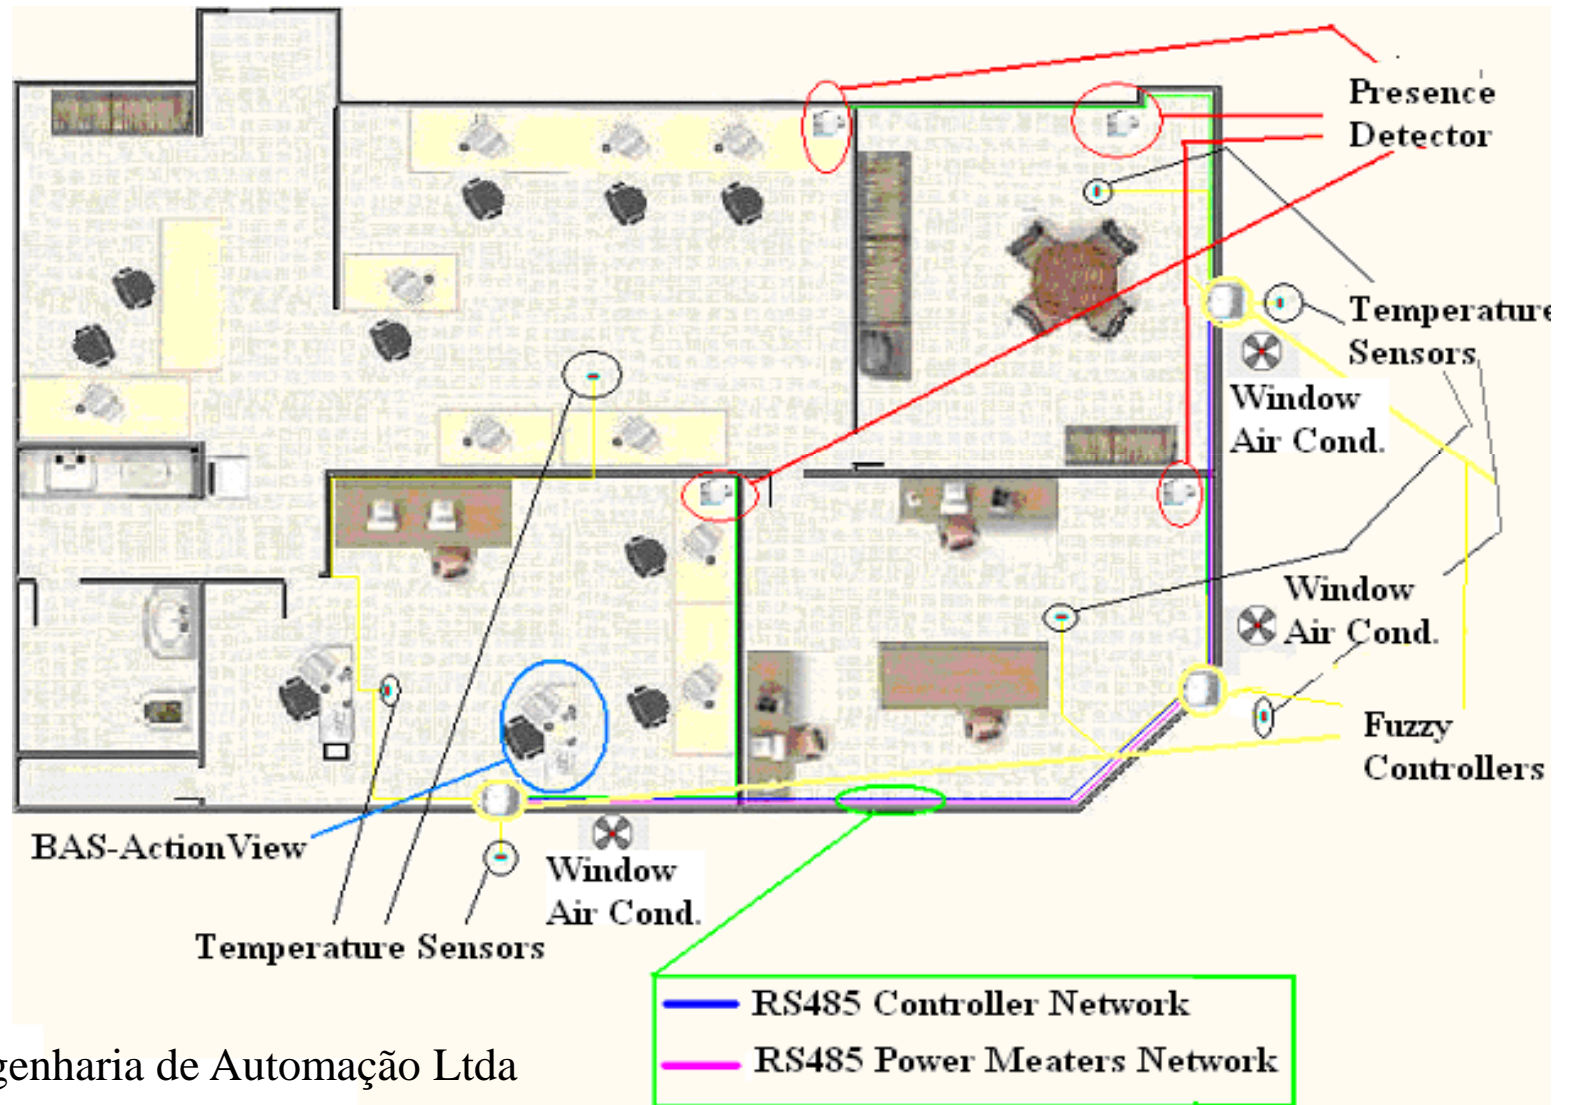 Presence
Detector
Temperature
Sensors
Window
Air Cond.
Window
Air Cond.
Fuzzy
Controllers
BAS-ActionView
Window
Air Cond.
Temperature Sensors
RS485 Controller Network
RS485 Power Meaters Network
genharia de Automação Ltda